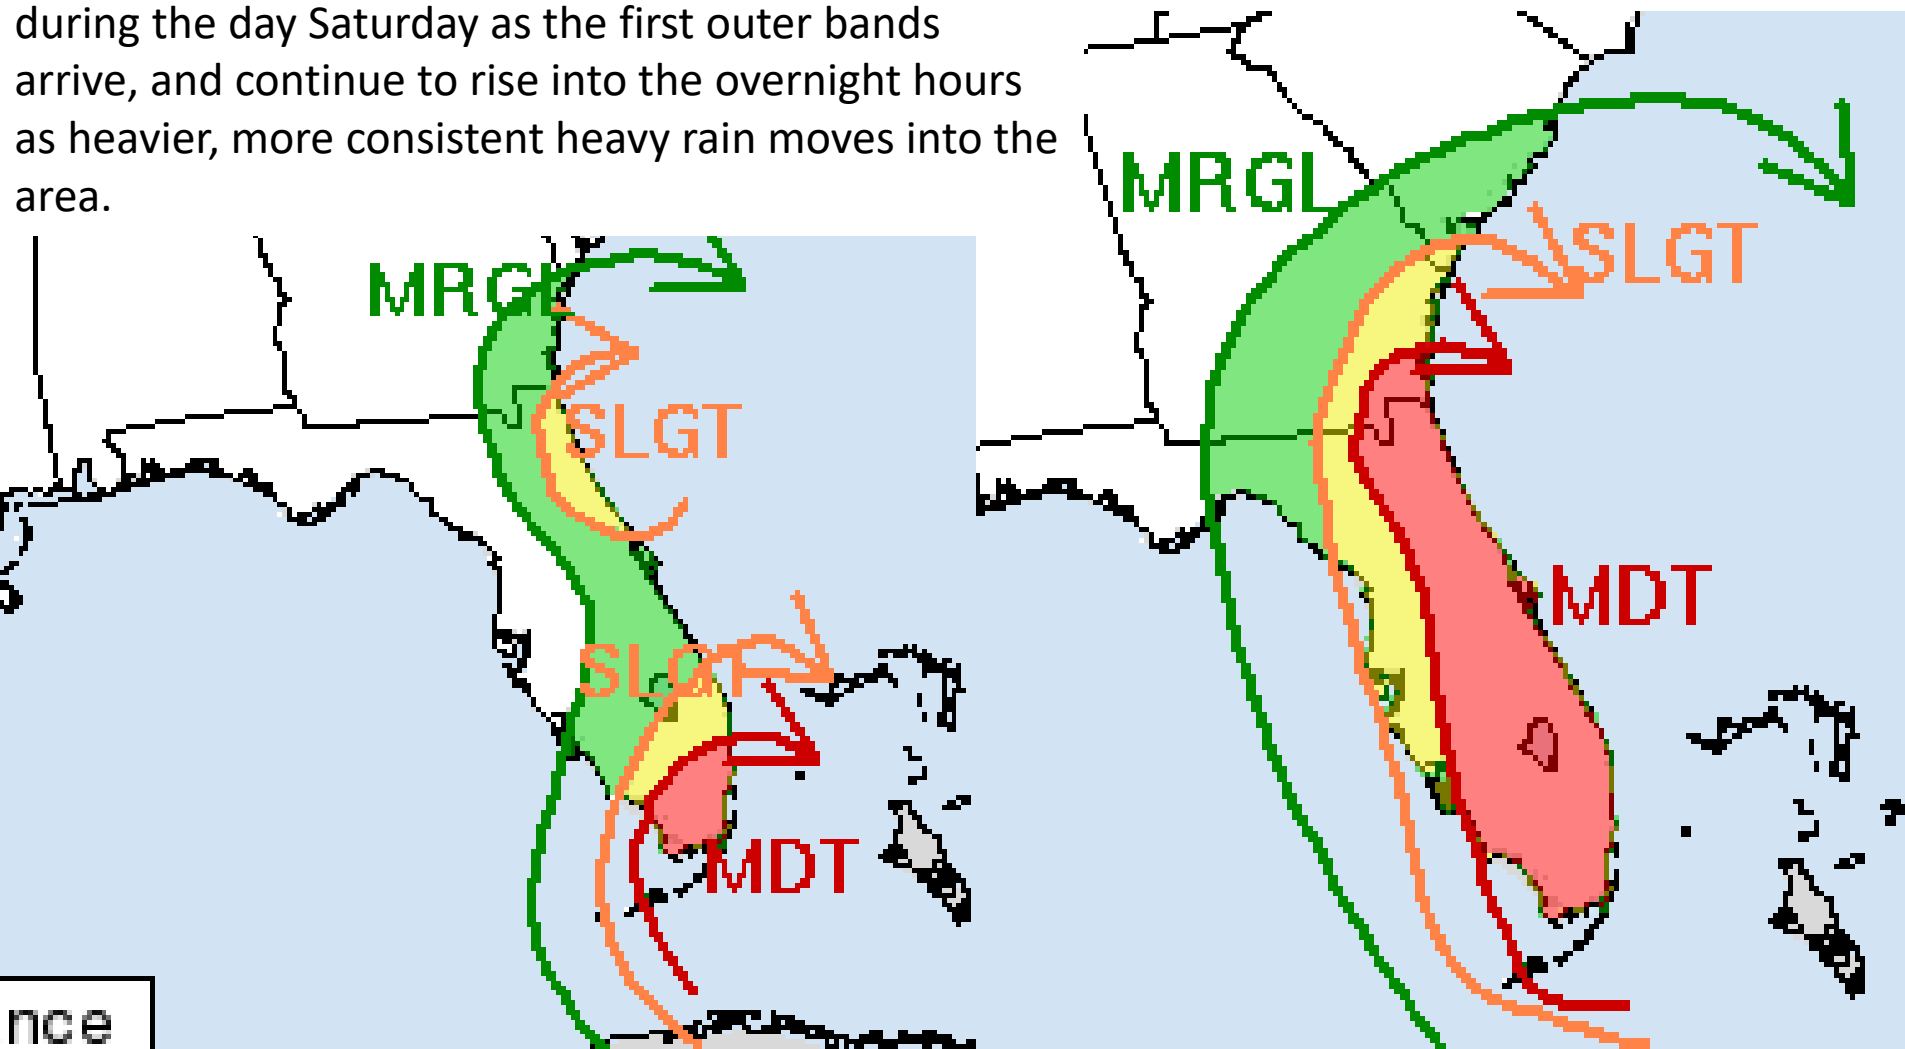 during the day Saturday as the first outer bands
arrive, and continue to rise into the overnight hours
as heavier, more consistent heavy rain moves into the
area.
MRGL
SLGT
SLGT
MDT
nce
MRGL
SLGT
MDT